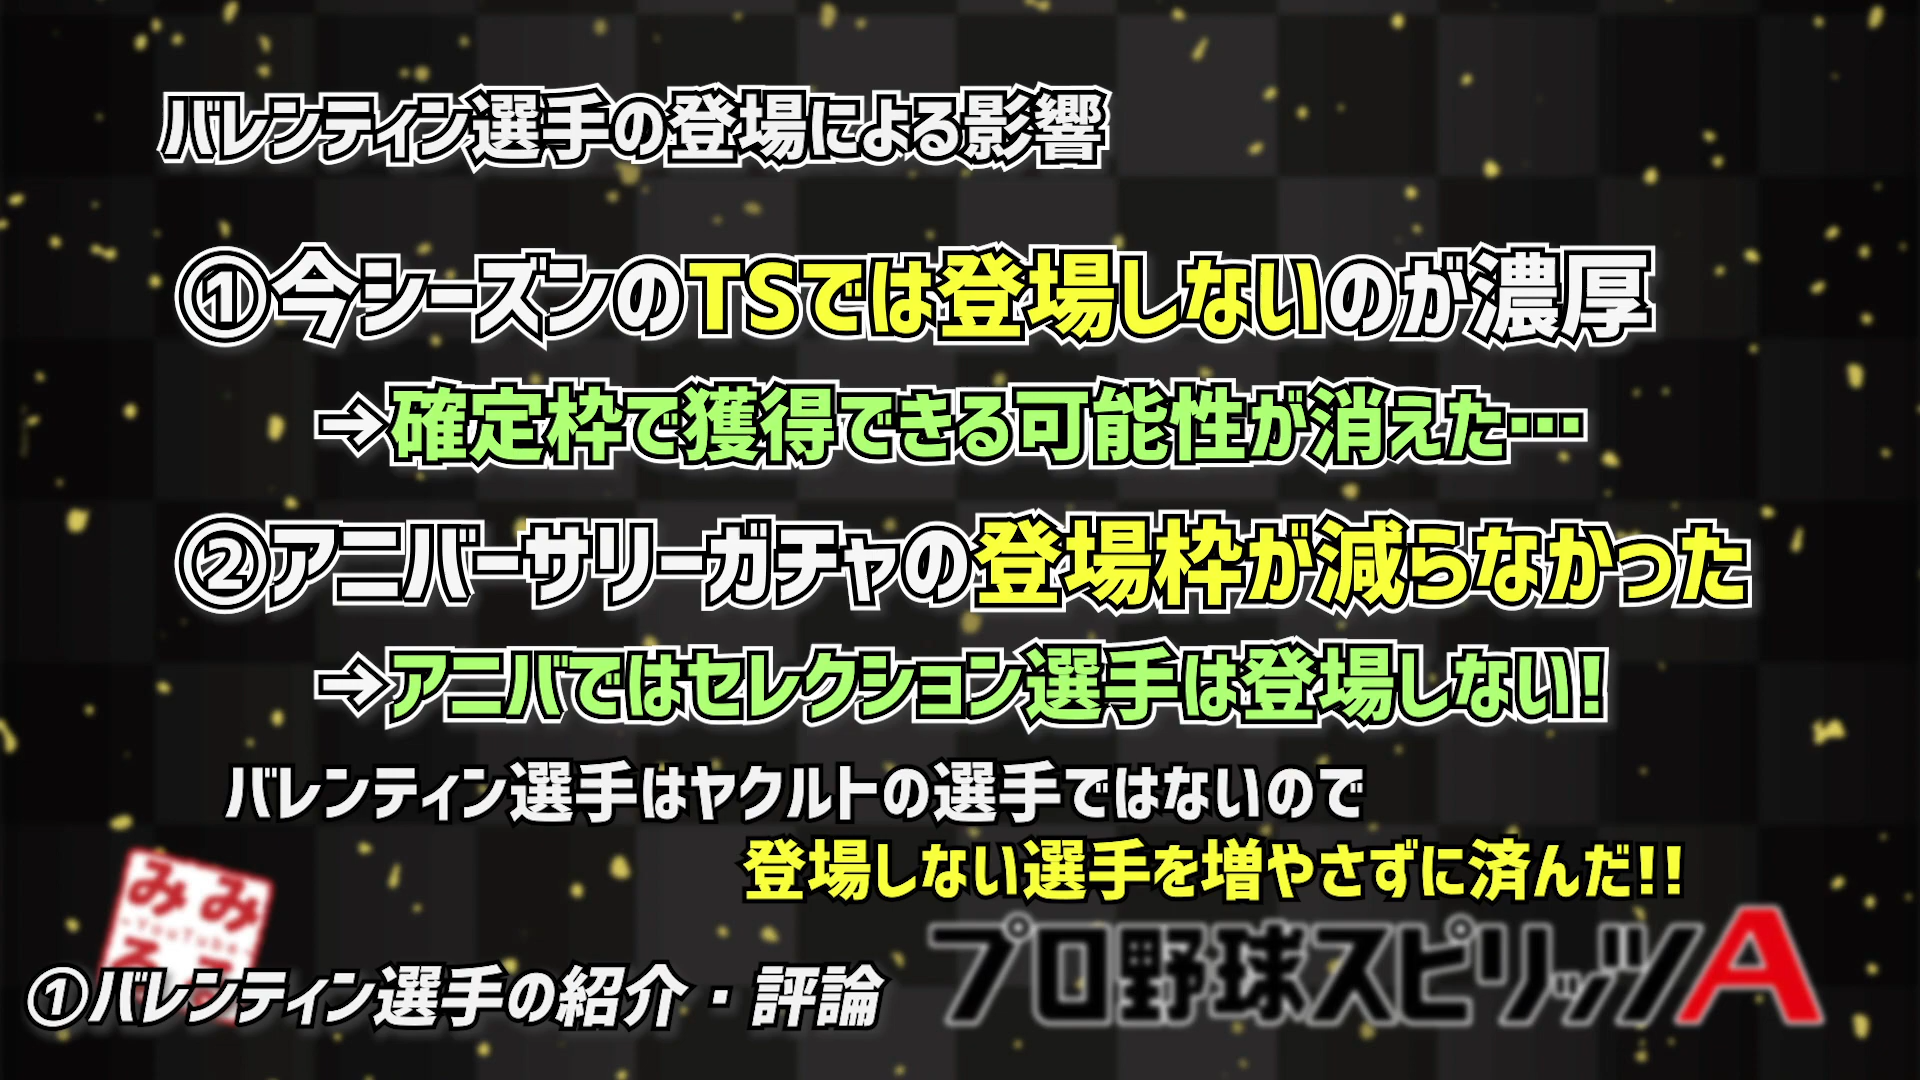 バレンティン選手の登場による影響
①今シーズンのTSでは登場しないのが濃厚
→確定枠で獲得できる可能性が消えた…
②アニバーサリーガチャの登場枠が減らなかった
→アニバではセレクション選手は登場しない!
バレンティン選手はヤクルトの選手ではないので
登場しない選手を増やさずに済んだ!!
みみ
YouTube
プロ野球スピリッツA
①バレンティン選手の紹介・評論